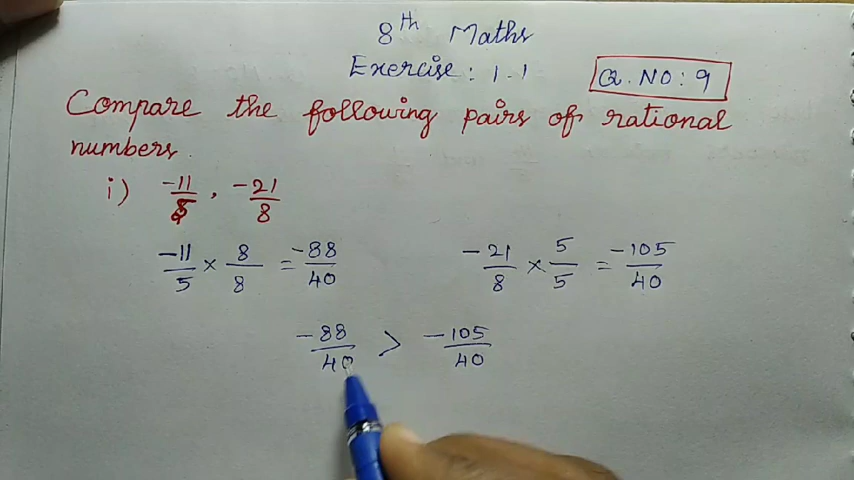 8th Maths
Exercise : 1.1
Q. NO : 9
Compare the following pairs of rational
numbers.
i) -11/5 , -21/8
-11/5 × 8/8 = -88/40 -21/8 × 5/5 = -105/40
-88/40 > -105/40